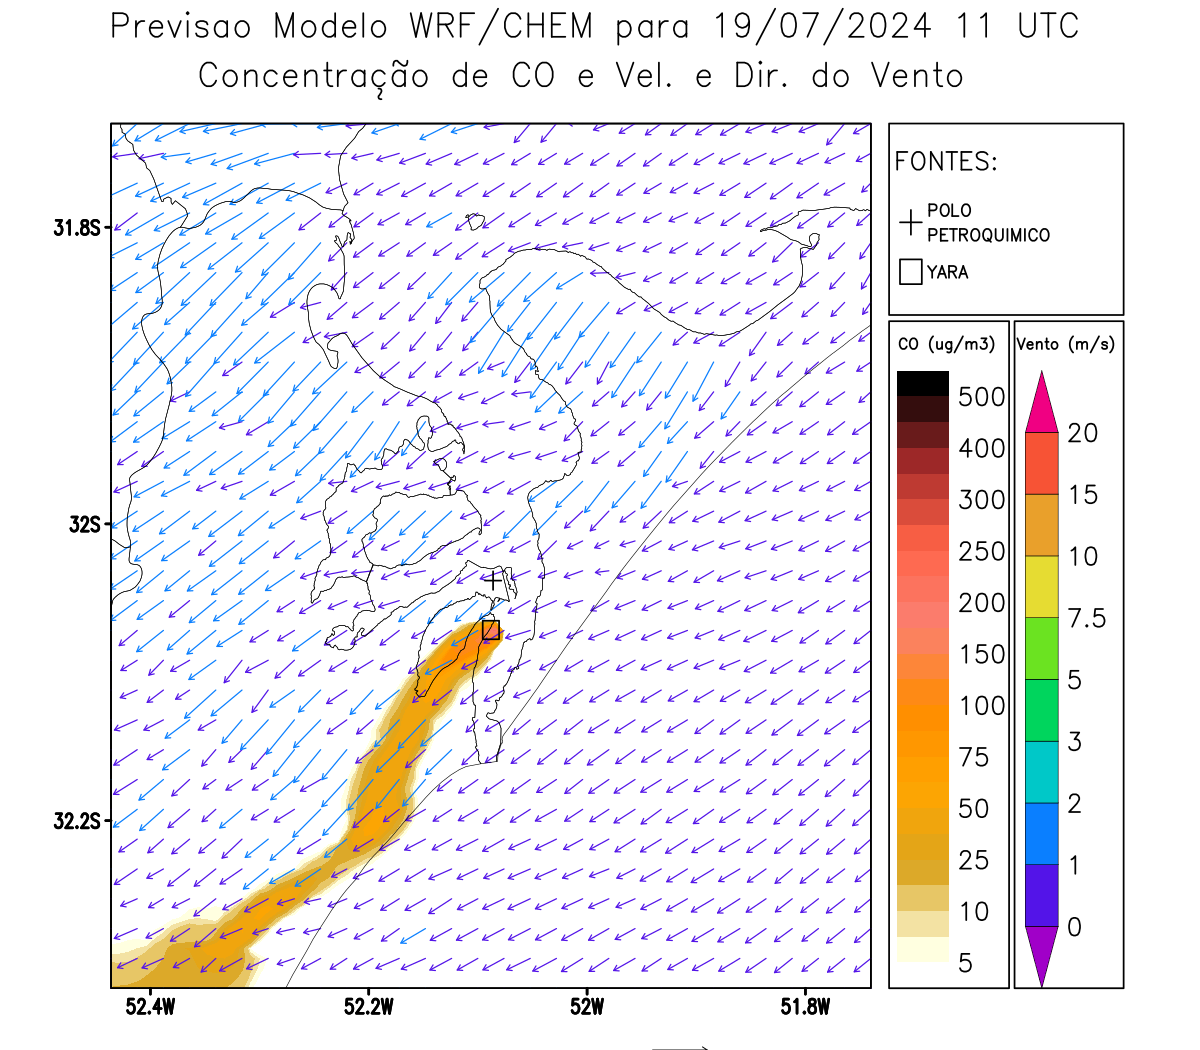 Previsao Modelo WRF/CHEM para 19/07/2024 11 UTC
Concentração de CO e Vel. e Dir. do Vento
FONTES:
POLO
PETROQUIMICO
YARA
CO (ug/m3)
500
400
300
250
200
150
100
75
50
25
10
5
Vento (m/s)
20
15
10
7.5
5
3
2
1
0
31.8S
32S
32.2S
52.4W
52.2W
52W
51.8W